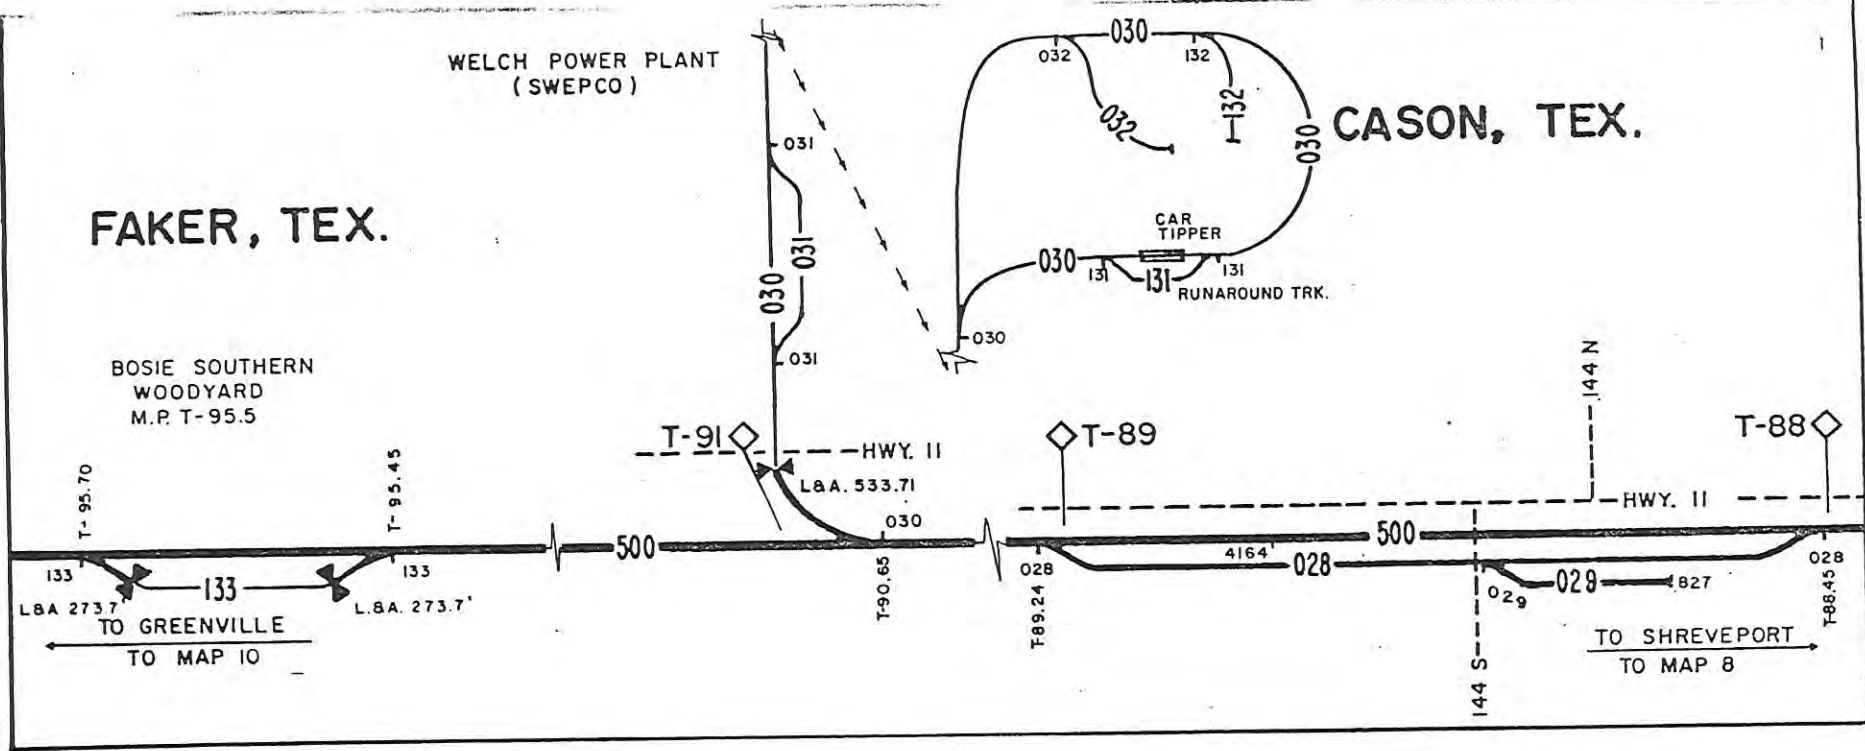 WELCH POWER PLANT
(SWEPCO)
030
032
132
032
132
030
CASON, TEX.
031
FAKER, TEX.
031
030
CAR
TIPPER
030
131
131
131
RUNAROUND TRK.
030
031
BOSIE SOUTHERN
WOODYARD
M.P. T-95.5
144 N
T-91
HWY. 11
T-89
T-88
L&A. 533.71
T-95.70
T-95.45
HWY. 11
030
500
500
133
133
133
028
4164
028
028
029
029
827
L&A 273.7'
L.&A. 273.7'
T-90.65
T-89.24
T-88.45
TO GREENVILLE
TO MAP 10
144 S
TO SHREVEPORT
TO MAP 8